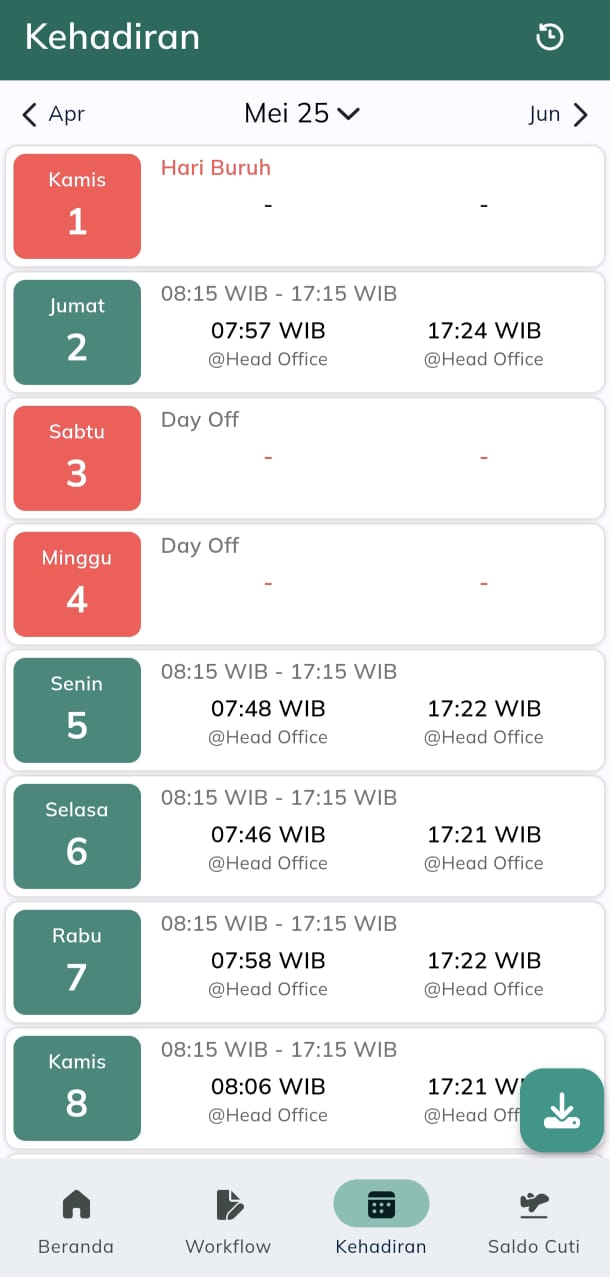 Kehadiran
Apr Mei 25 Jun
Kamis
1
Hari Buruh
- -
Jumat
2
08:15 WIB - 17:15 WIB
07:57 WIB 17:24 WIB
@Head Office @Head Office
Sabtu
3
Day Off
- -
Minggu
4
Day Off
- -
Senin
5
08:15 WIB - 17:15 WIB
07:48 WIB 17:22 WIB
@Head Office @Head Office
Selasa
6
08:15 WIB - 17:15 WIB
07:46 WIB 17:21 WIB
@Head Office @Head Office
Rabu
7
08:15 WIB - 17:15 WIB
07:58 WIB 17:22 WIB
@Head Office @Head Office
Kamis
8
08:15 WIB - 17:15 WIB
08:06 WIB 17:21
@Head Office @Head
Beranda Workflow Kehadiran Saldo Cuti